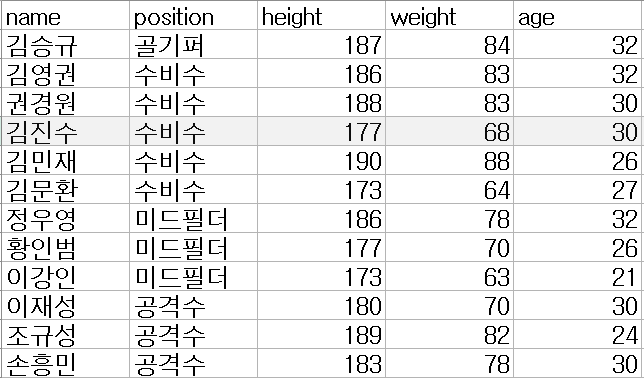 name position height weight age
김승규 골기퍼 187 84 32
김영권 수비수 186 83 32
권경원 수비수 188 83 30
김진수 수비수 177 68 30
김민재 수비수 190 88 26
김문환 수비수 173 64 27
정우영 미드필더 186 78 32
황인범 미드필더 177 70 26
이강인 미드필더 173 63 21
이재성 공격수 180 70 30
조규성 공격수 189 82 24
손흥민 공격수 183 78 30